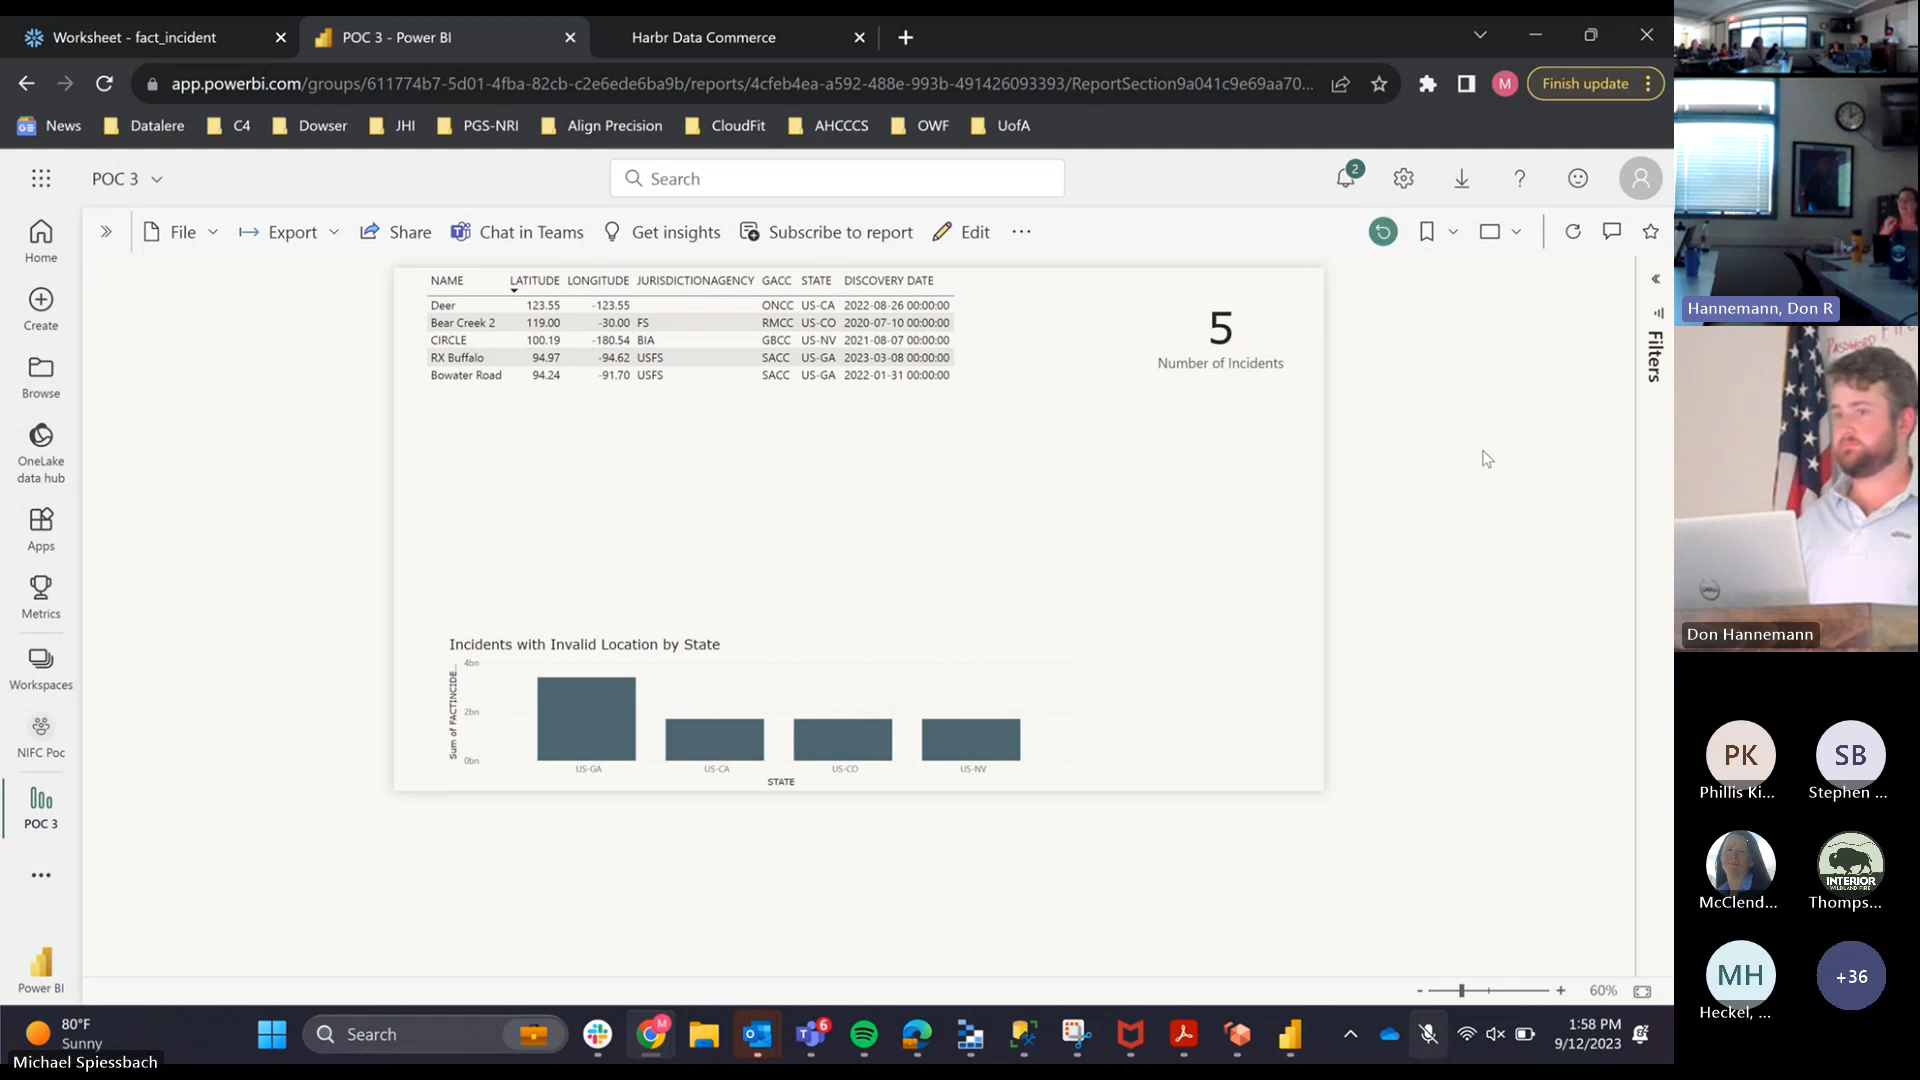 Worksheet - fact_incident
POC 3 - Power BI
Harbr Data Commerce
app.powerbi.com/groups/611774b7-5d01-4fba-82cb-c2e6ede6ba9b/reports/4cfeb4ea-a592-488e-993b-491426093393/ReportSection9a041c9e69aa70...
M
Finish update
News
Datalere
C4
Dowser
JHI
PGS-NRI
Align Precision
CloudFit
AHCCCS
OWF
UofA
POC 3
Search
2
File
Export
Share
Chat in Teams
Get insights
Subscribe to report
Edit
Home
Create
Browse
OneLake
data hub
Apps
Metrics
Workspaces
NIFC Poc
POC 3
Power BI
NAME LATITUDE LONGITUDE JURISDICTIONAGENCY GACC STATE DISCOVERY DATE
Deer 123.55 -123.55 ONCC US-CA 2022-08-26 00:00:00
Bear Creek 2 119.00 -30.00 FS RMCC US-CO 2020-07-10 00:00:00
CIRCLE 100.19 -180.54 BIA GBCC US-NV 2021-08-07 00:00:00
RX Buffalo 94.97 -94.62 USFS SACC US-GA 2023-03-08 00:00:00
Bowater Road 94.24 -91.70 USFS SACC US-GA 2022-01-31 00:00:00
5
Number of Incidents
Filters
Incidents with Invalid Location by State
Sum of FACTINCIDE...
4bn
2bn
0bn
US-GA
US-CA
US-CO
US-NV
STATE
60%
80°F
Sunny
Search
M
6
1:58 PM
9/12/2023
Michael Spiessbach
Hannemann, Don R
DELL
Don Hannemann
PK
Phillis Ki...
SB
Stephen ...
McClend...
INTERIOR
WILDLAND FIRE
Thomps...
MH
Heckel, ...
+36